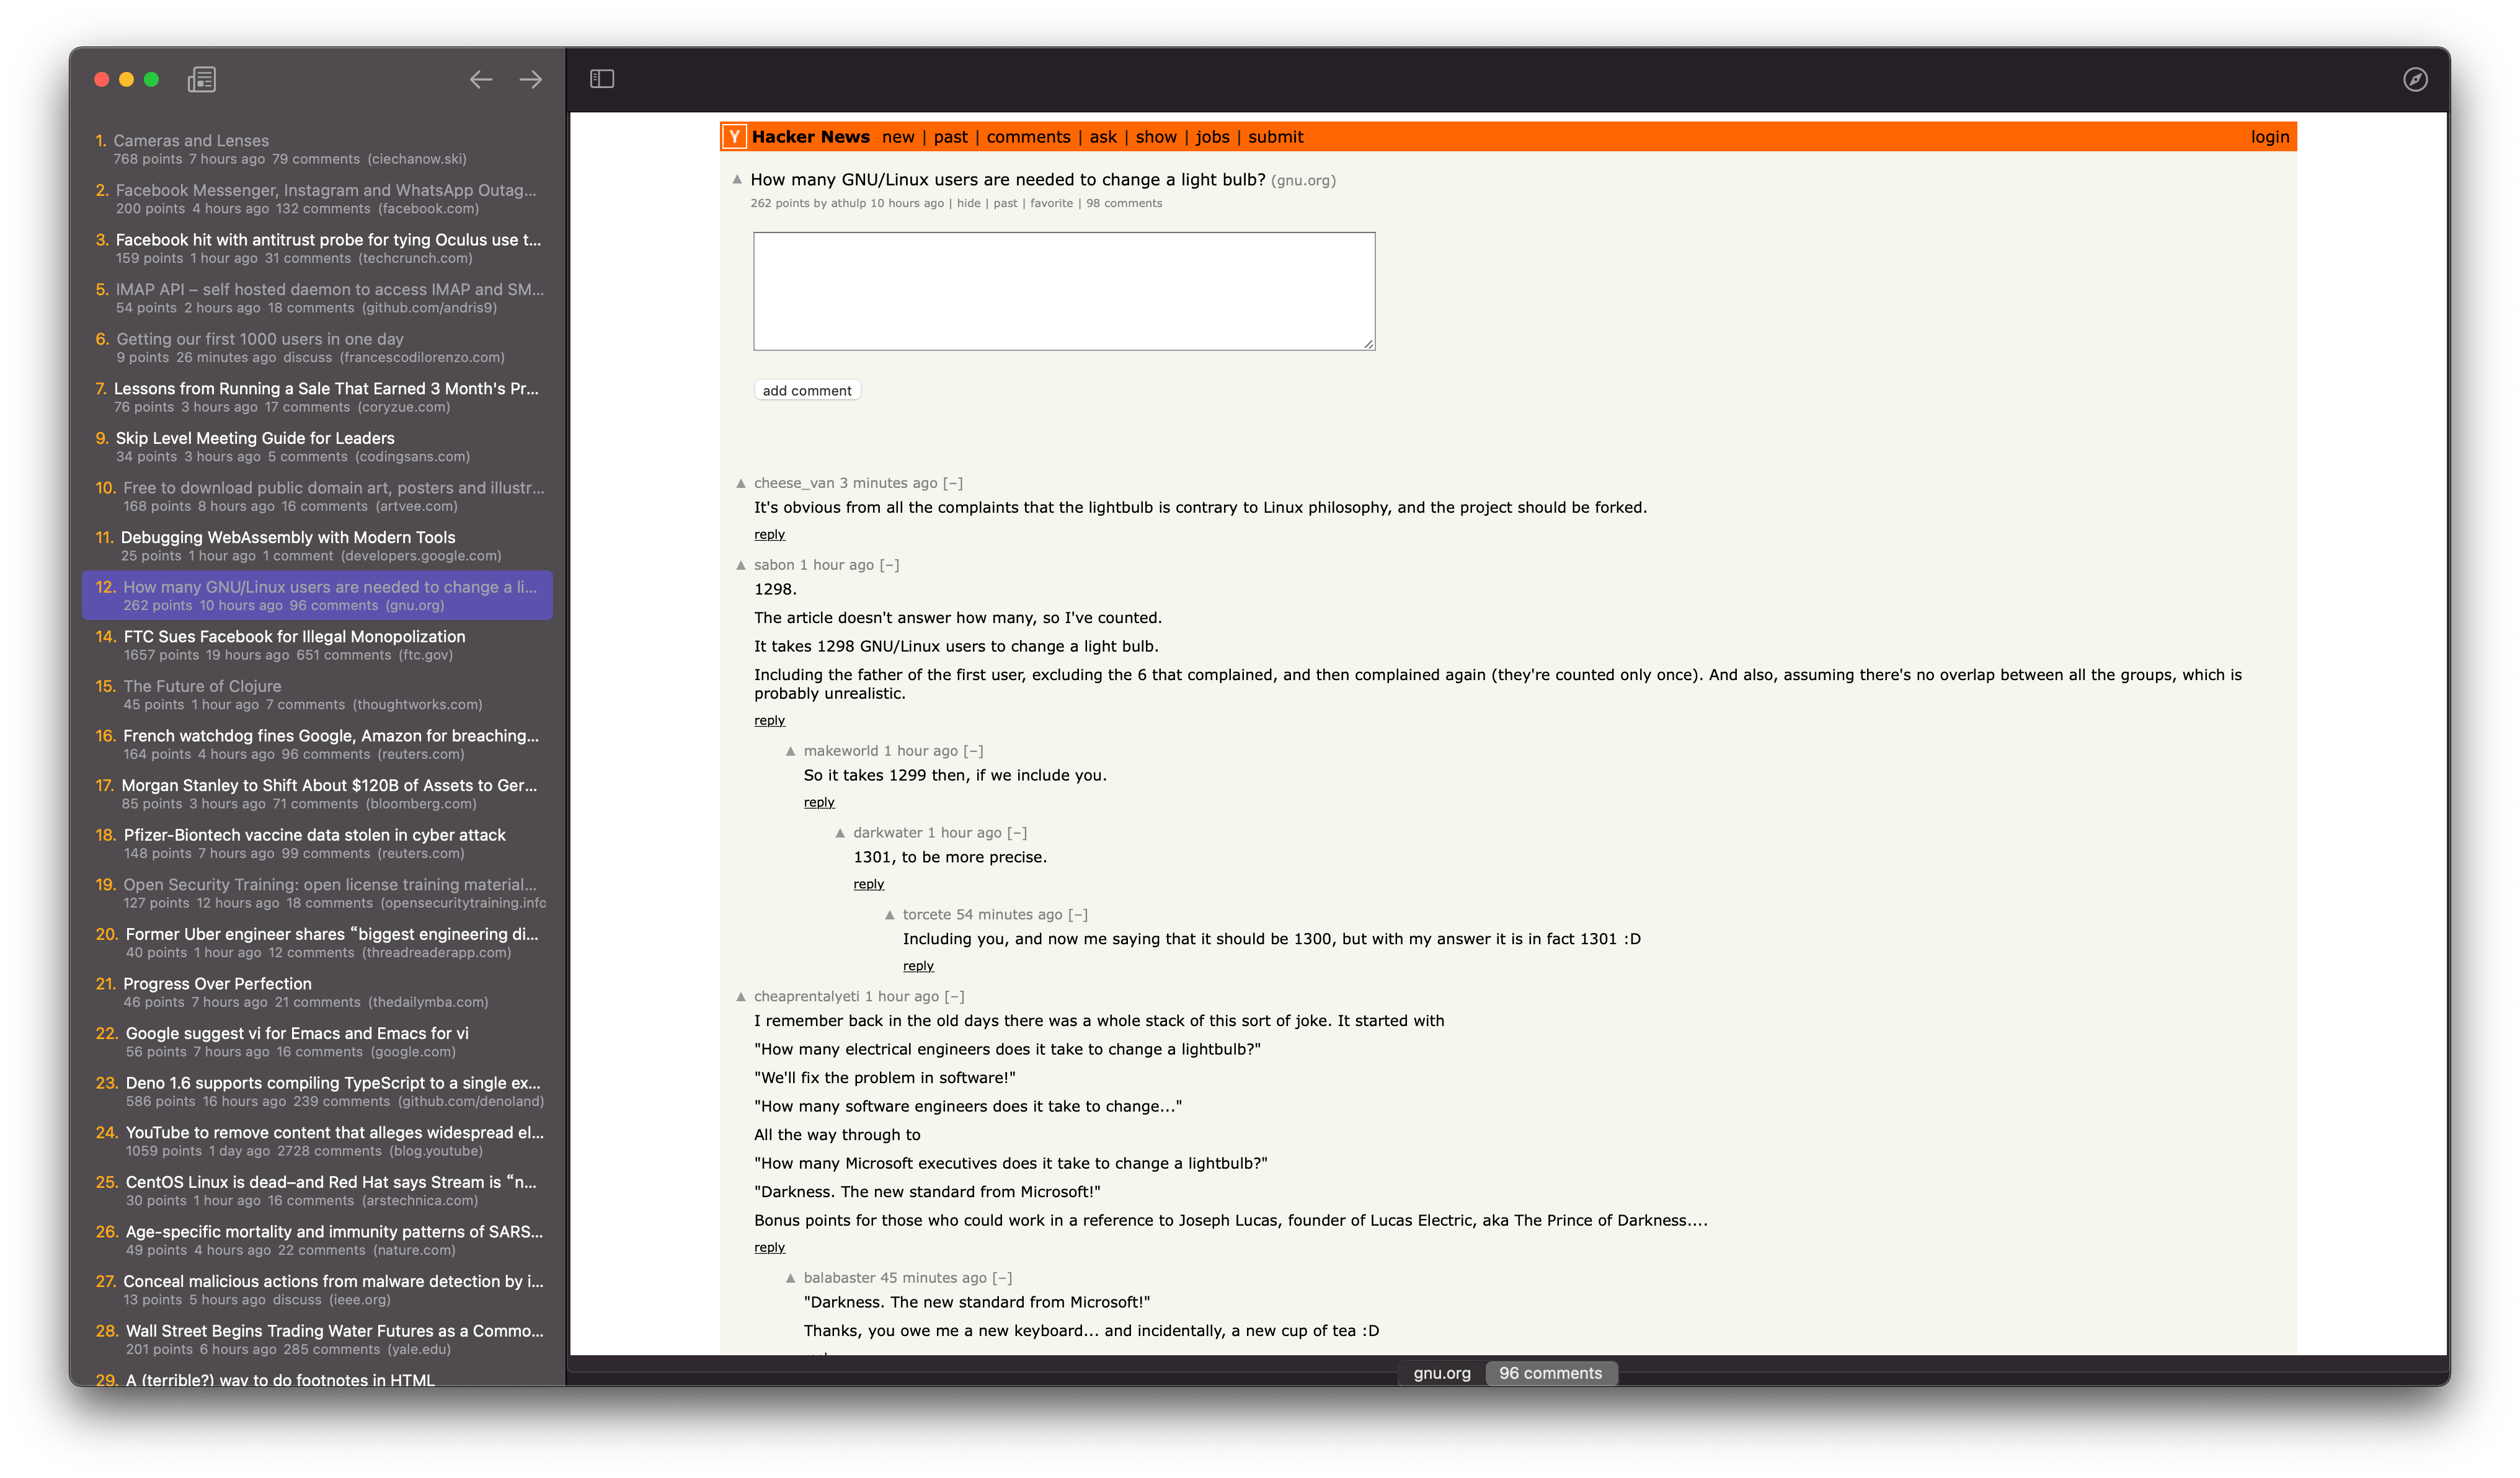 1. Cameras and Lenses
768 points 7 hours ago 79 comments (ciechanow.ski)
2. Facebook Messenger, Instagram and WhatsApp Outag...
200 points 4 hours ago 132 comments (facebook.com)
3. Facebook hit with antitrust probe for tying Oculus use t...
159 points 1 hour ago 31 comments (techcrunch.com)
5. IMAP API – self hosted daemon to access IMAP and SM...
54 points 2 hours ago 18 comments (github.com/andris9)
6. Getting our first 1000 users in one day
9 points 26 minutes ago discuss (francescodilorenzo.com)
7. Lessons from Running a Sale That Earned 3 Month's Pr...
76 points 3 hours ago 17 comments (coryzue.com)
9. Skip Level Meeting Guide for Leaders
34 points 3 hours ago 5 comments (codingsans.com)
10. Free to download public domain art, posters and illustr...
168 points 8 hours ago 16 comments (artvee.com)
11. Debugging WebAssembly with Modern Tools
25 points 1 hour ago 1 comment (developers.google.com)
12. How many GNU/Linux users are needed to change a li...
262 points 10 hours ago 96 comments (gnu.org)
14. FTC Sues Facebook for Illegal Monopolization
1657 points 19 hours ago 651 comments (ftc.gov)
15. The Future of Clojure
45 points 1 hour ago 7 comments (thoughtworks.com)
16. French watchdog fines Google, Amazon for breaching...
164 points 4 hours ago 96 comments (reuters.com)
17. Morgan Stanley to Shift About $120B of Assets to Ger...
85 points 3 hours ago 71 comments (bloomberg.com)
18. Pfizer-Biontech vaccine data stolen in cyber attack
148 points 7 hours ago 99 comments (reuters.com)
19. Open Security Training: open license training material...
127 points 12 hours ago 18 comments (opensecuritytraining.info
20. Former Uber engineer shares “biggest engineering di...
40 points 1 hour ago 12 comments (threadreaderapp.com)
21. Progress Over Perfection
46 points 7 hours ago 21 comments (thedailymba.com)
22. Google suggest vi for Emacs and Emacs for vi
56 points 7 hours ago 16 comments (google.com)
23. Deno 1.6 supports compiling TypeScript to a single ex...
586 points 16 hours ago 239 comments (github.com/denoland)
24. YouTube to remove content that alleges widespread el...
1059 points 1 day ago 2728 comments (blog.youtube)
25. CentOS Linux is dead—and Red Hat says Stream is “n...
30 points 1 hour ago 16 comments (arstechnica.com)
26. Age-specific mortality and immunity patterns of SARS...
49 points 4 hours ago 22 comments (nature.com)
27. Conceal malicious actions from malware detection by i...
13 points 5 hours ago discuss (ieee.org)
28. Wall Street Begins Trading Water Futures as a Commo...
201 points 6 hours ago 285 comments (yale.edu)
29. A (terrible?) way to do footnotes in HTML
Y Hacker News new | past | comments | ask | show | jobs | submit login
▲ How many GNU/Linux users are needed to change a light bulb? (gnu.org)
262 points by athulp 10 hours ago | hide | past | favorite | 98 comments
add comment
▲ cheese_van 3 minutes ago [–]
It's obvious from all the complaints that the lightbulb is contrary to Linux philosophy, and the project should be forked.
reply
▲ sabon 1 hour ago [–]
1298.
The article doesn't answer how many, so I've counted.
It takes 1298 GNU/Linux users to change a light bulb.
Including the father of the first user, excluding the 6 that complained, and then complained again (they're counted only once). And also, assuming there's no overlap between all the groups, which is
probably unrealistic.
reply
▲ makeworld 1 hour ago [–]
So it takes 1299 then, if we include you.
reply
▲ darkwater 1 hour ago [–]
1301, to be more precise.
reply
▲ torcete 54 minutes ago [–]
Including you, and now me saying that it should be 1300, but with my answer it is in fact 1301 :D
reply
▲ cheaprentalyeti 1 hour ago [–]
I remember back in the old days there was a whole stack of this sort of joke. It started with
"How many electrical engineers does it take to change a lightbulb?"
"We'll fix the problem in software!"
"How many software engineers does it take to change..."
All the way through to
"How many Microsoft executives does it take to change a lightbulb?"
"Darkness. The new standard from Microsoft!"
Bonus points for those who could work in a reference to Joseph Lucas, founder of Lucas Electric, aka The Prince of Darkness....
reply
▲ balabaster 45 minutes ago [–]
"Darkness. The new standard from Microsoft!"
Thanks, you owe me a new keyboard... and incidentally, a new cup of tea :D
gnu.org 96 comments